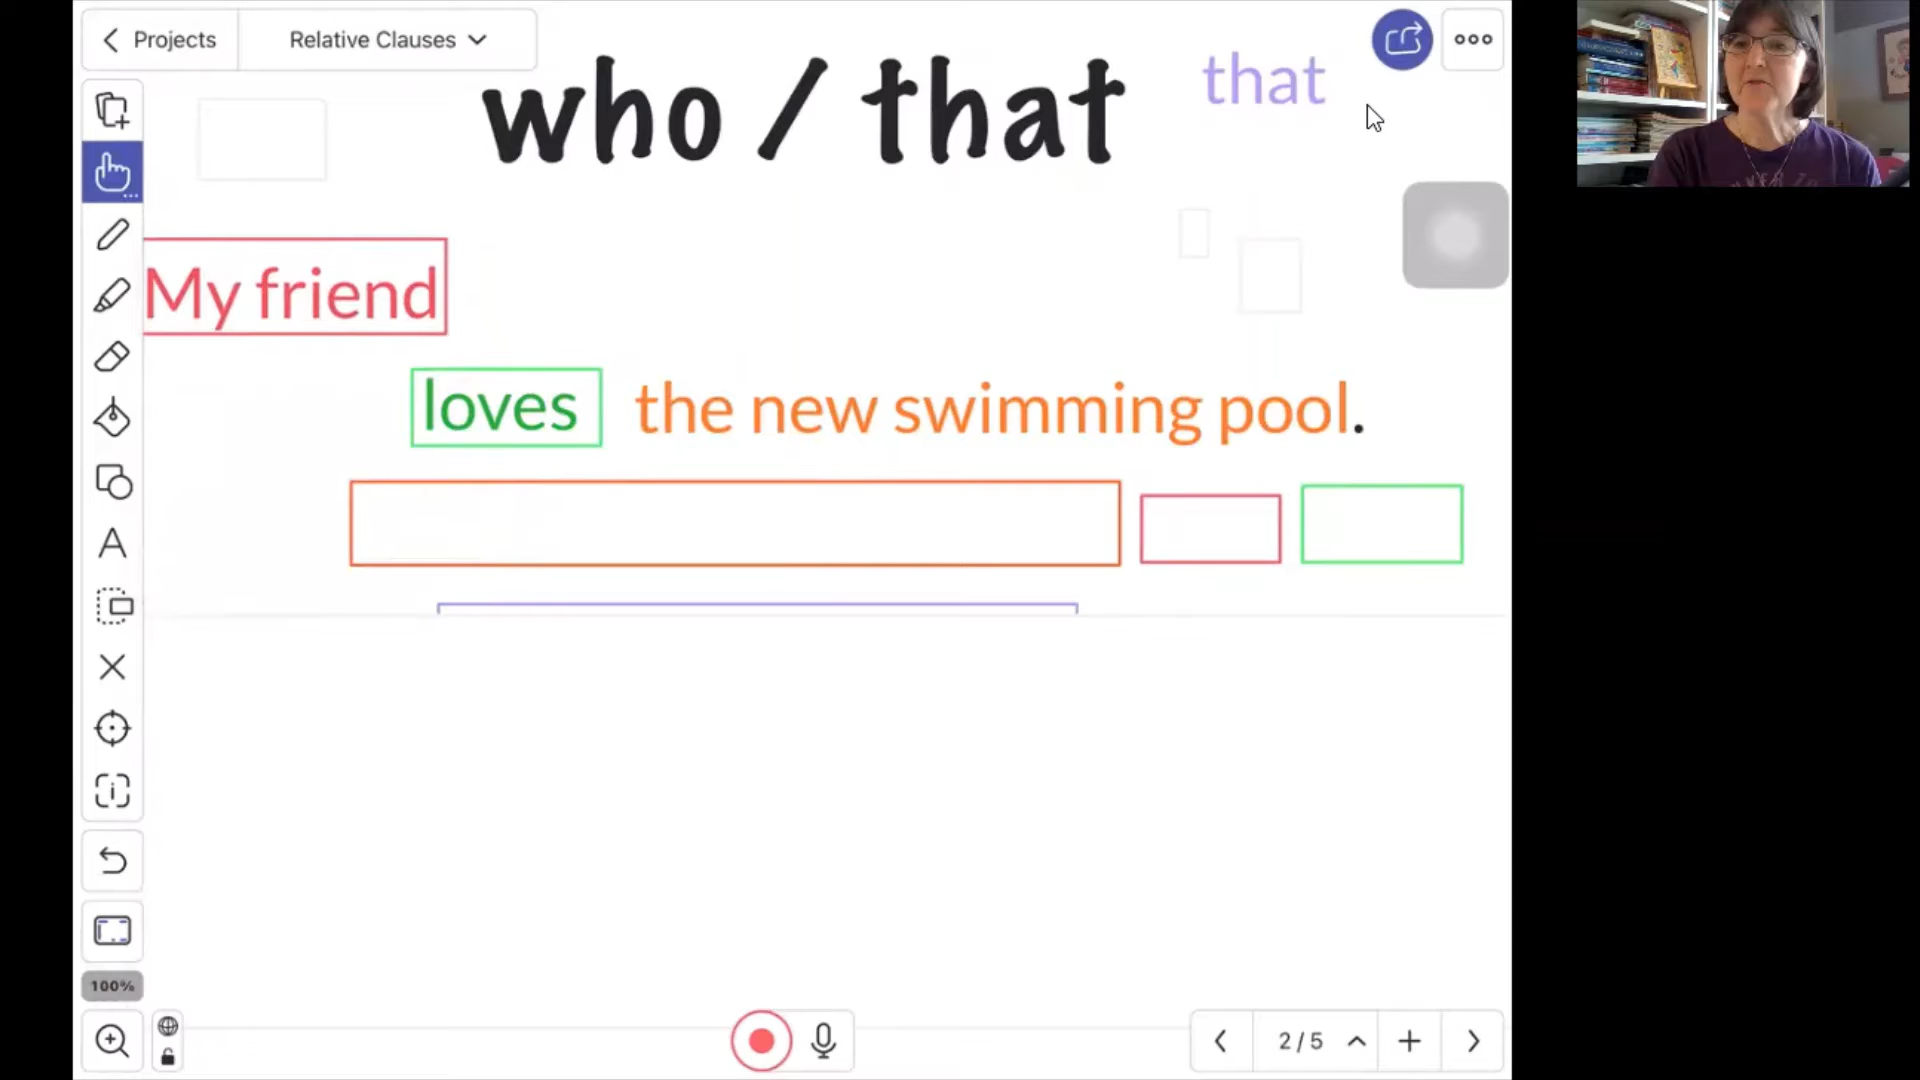 Projects
Relative Clauses
who / that
that
My friend
loves the new swimming pool.
100%
2 / 5